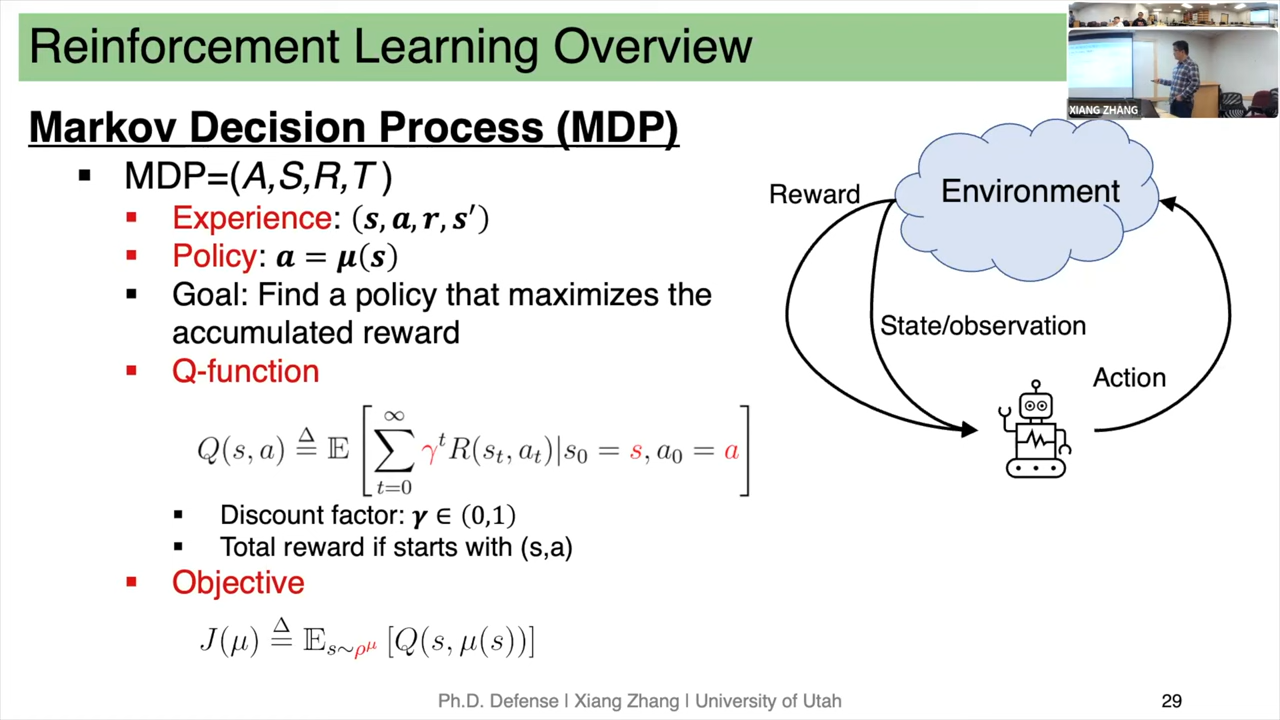 Reinforcement Learning Overview
XIANG ZHANG
Markov Decision Process (MDP)
▪ MDP=(A,S,R,T )
▪ Experience: (s, a, r, s′)
▪ Policy: a = μ(s)
▪ Goal: Find a policy that maximizes the
accumulated reward
▪ Q-function
Q(s, a) ≜ 𝔼 [ ∑_{t=0}^{∞} γ^t R(s_t, a_t)|s_0 = s, a_0 = a ]
▪ Discount factor: γ ∈ (0,1)
▪ Total reward if starts with (s,a)
▪ Objective
J(μ) ≜ 𝔼_{s∼ρ^μ} [Q(s, μ(s))]
Reward
Environment
State/observation
Action
Ph.D. Defense | Xiang Zhang | University of Utah
29